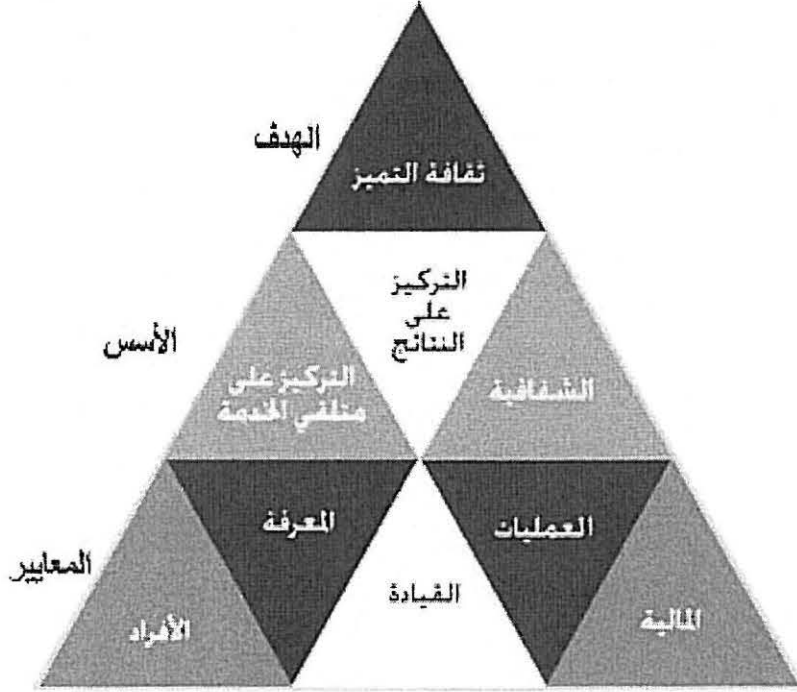 الهدف
ثقافة التميز
الأسس
التركيز
على
النتائج
الشفافية
التركيز على
متلقي الخدمة
المعايير
العمليات
المعرفة
المالية
القيادة
الأفراد